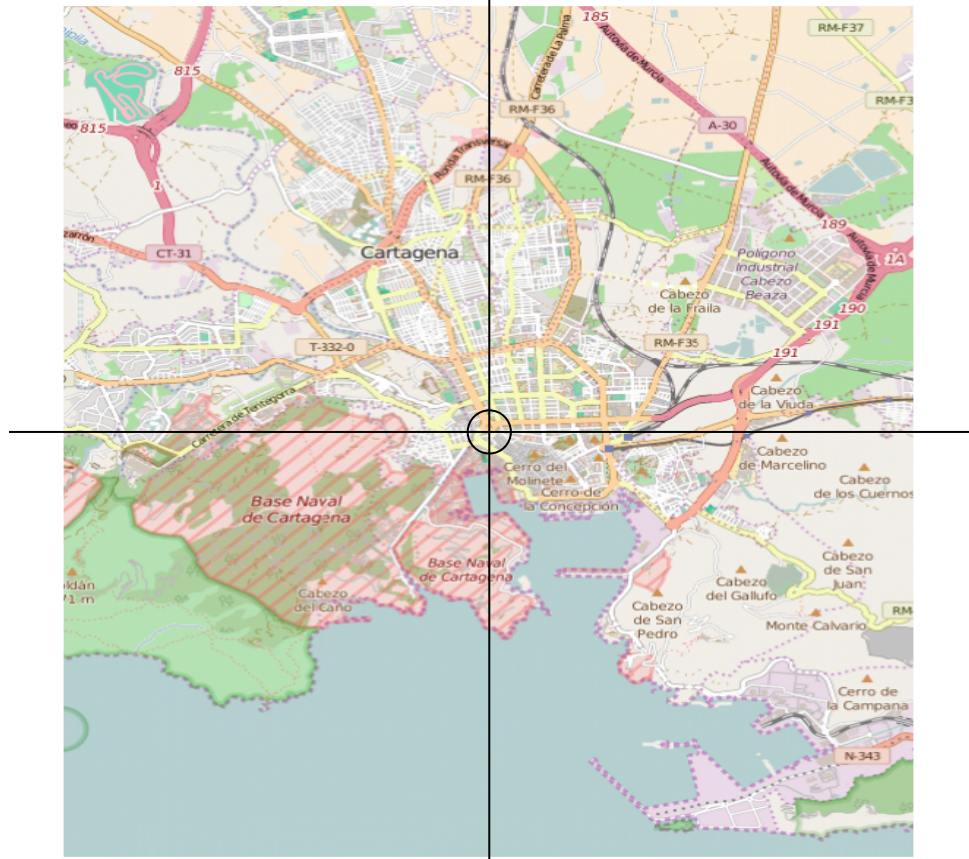 185
RM-F37
815
Carretera de La Palma
Autovía de Murcia
RM-F36
815
A-30
Ronda Transversal
1
RM-F36
Autovía de Murcia
189
CT-31
Cartagena
Polígono
Industrial
Cabezo
Beaza
Autovía de Murcia
1A
Cabezo
de la Fraila
190
191
T-332-0
RM-F35
191
Carretera de Tentegorra
Cabezo
de la Viuda
Cabezo
de Marcelino
Cerro del
Molinete
Cabezo
de los Cuernos
Cerro de
la Concepción
Base Naval
de Cartagena
Base Naval
de Cartagena
Cabezo
de San
Juan
71 m
Cabezo
del Gallufo
Cabezo
del Caño
Cabezo
de San
Pedro
Monte Calvario
Cerro de
la Campana
N-343